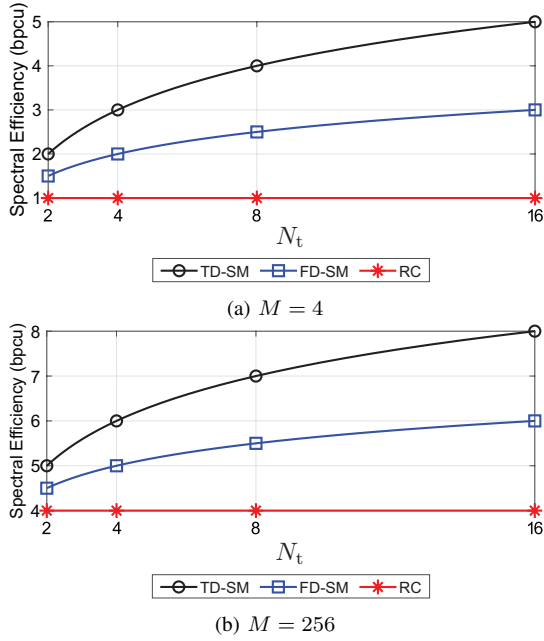 5
4
3
2
1
Spectral Efficiency (bpcu)
2 4 8 16
N_t
TD-SM FD-SM RC
(a) M = 4
8
7
6
5
4
Spectral Efficiency (bpcu)
2 4 8 16
N_t
TD-SM FD-SM RC
(b) M = 256